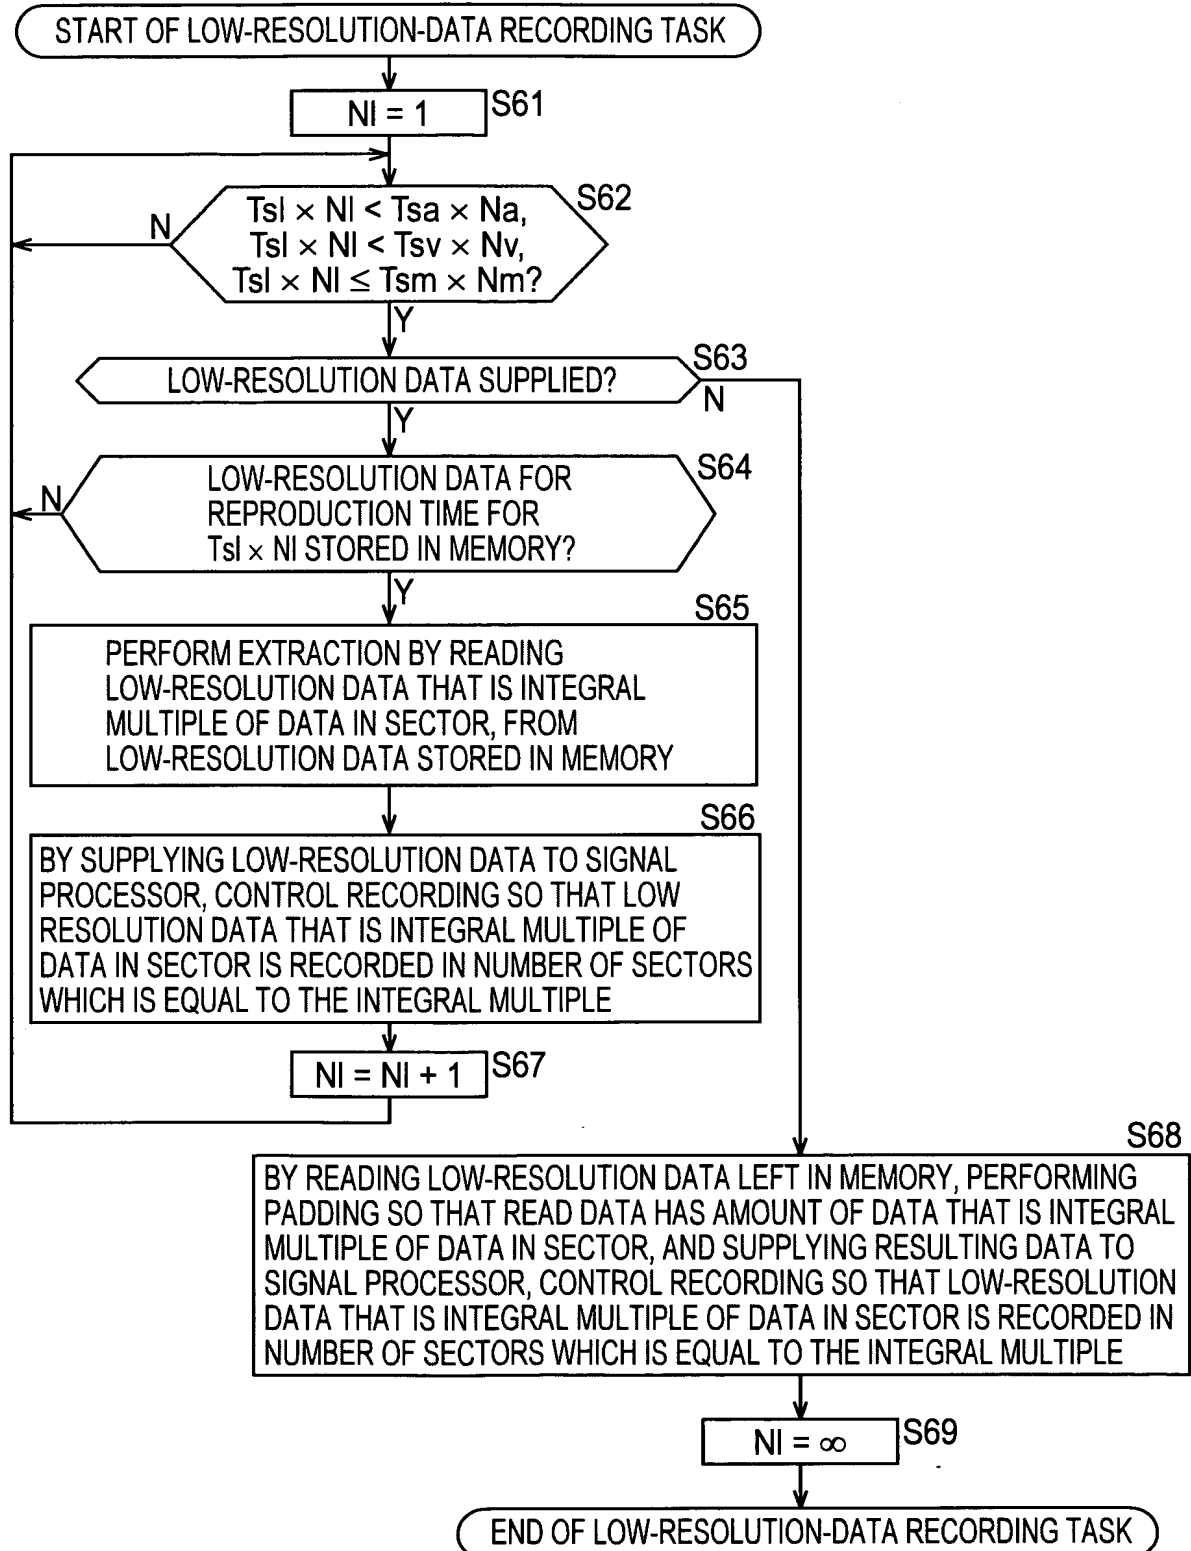 START OF LOW-RESOLUTION-DATA RECORDING TASK
Nl = 1
S61
S62
Tsl × Nl < Tsa × Na,
Tsl × Nl < Tsv × Nv,
Tsl × Nl ≤ Tsm × Nm?
N
Y
S63
LOW-RESOLUTION DATA SUPPLIED?
N
Y
S64
LOW-RESOLUTION DATA FOR
REPRODUCTION TIME FOR
Tsl × Nl STORED IN MEMORY?
N
Y
S65
PERFORM EXTRACTION BY READING
LOW-RESOLUTION DATA THAT IS INTEGRAL
MULTIPLE OF DATA IN SECTOR, FROM
LOW-RESOLUTION DATA STORED IN MEMORY
S66
BY SUPPLYING LOW-RESOLUTION DATA TO SIGNAL
PROCESSOR, CONTROL RECORDING SO THAT LOW
RESOLUTION DATA THAT IS INTEGRAL MULTIPLE OF
DATA IN SECTOR IS RECORDED IN NUMBER OF SECTORS
WHICH IS EQUAL TO THE INTEGRAL MULTIPLE
Nl = Nl + 1
S67
S68
BY READING LOW-RESOLUTION DATA LEFT IN MEMORY, PERFORMING
PADDING SO THAT READ DATA HAS AMOUNT OF DATA THAT IS INTEGRAL
MULTIPLE OF DATA IN SECTOR, AND SUPPLYING RESULTING DATA TO
SIGNAL PROCESSOR, CONTROL RECORDING SO THAT LOW-RESOLUTION
DATA THAT IS INTEGRAL MULTIPLE OF DATA IN SECTOR IS RECORDED IN
NUMBER OF SECTORS WHICH IS EQUAL TO THE INTEGRAL MULTIPLE
Nl = ∞
S69
END OF LOW-RESOLUTION-DATA RECORDING TASK